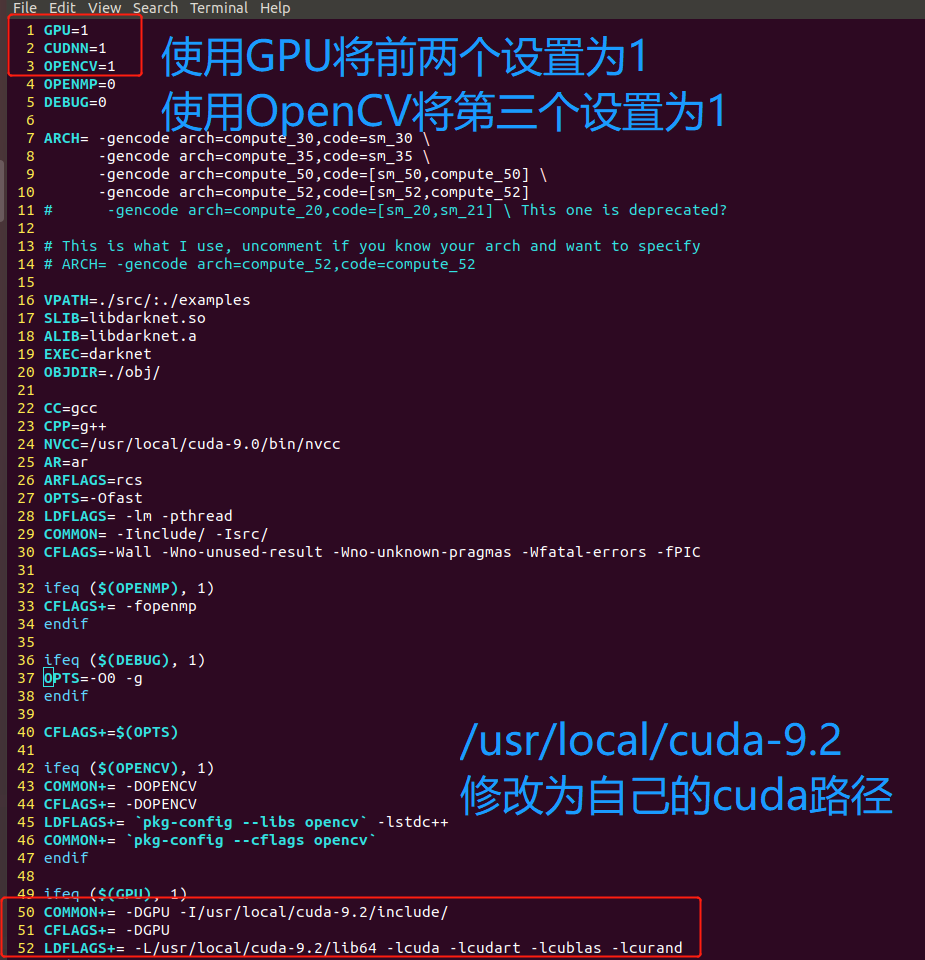 File Edit View Search Terminal Help
1 GPU=1
2 CUDNN=1
3 OPENCV=1
使用GPU将前两个设置为1
4 OPENMP=0
5 DEBUG=0
使用OpenCV将第三个设置为1
6
7 ARCH= -gencode arch=compute_30,code=sm_30 \
8       -gencode arch=compute_35,code=sm_35 \
9       -gencode arch=compute_50,code=[sm_50,compute_50] \
10       -gencode arch=compute_52,code=[sm_52,compute_52]
11 #      -gencode arch=compute_20,code=[sm_20,sm_21] \ This one is deprecated?
12
13 # This is what I use, uncomment if you know your arch and want to specify
14 # ARCH= -gencode arch=compute_52,code=compute_52
15
16 VPATH=./src/:./examples
17 SLIB=libdarknet.so
18 ALIB=libdarknet.a
19 EXEC=darknet
20 OBJDIR=./obj/
21
22 CC=gcc
23 CPP=g++
24 NVCC=/usr/local/cuda-9.0/bin/nvcc
25 AR=ar
26 ARFLAGS=rcs
27 OPTS=-Ofast
28 LDFLAGS= -lm -pthread
29 COMMON= -Iinclude/ -Isrc/
30 CFLAGS=-Wall -Wno-unused-result -Wno-unknown-pragmas -Wfatal-errors -fPIC
31
32 ifeq ($(OPENMP), 1)
33 CFLAGS+= -fopenmp
34 endif
35
36 ifeq ($(DEBUG), 1)
37 OPTS=-O0 -g
38 endif
39
40 CFLAGS+=$(OPTS)
41
/usr/local/cuda-9.2
修改为自己的cuda路径
42 ifeq ($(OPENCV), 1)
43 COMMON+= -DOPENCV
44 CFLAGS+= -DOPENCV
45 LDFLAGS+= `pkg-config --libs opencv` -lstdc++
46 COMMON+= `pkg-config --cflags opencv`
47 endif
48
49 ifeq ($(GPU), 1)
50 COMMON+= -DGPU -I/usr/local/cuda-9.2/include/
51 CFLAGS+= -DGPU
52 LDFLAGS+= -L/usr/local/cuda-9.2/lib64 -lcuda -lcudart -lcublas -lcurand